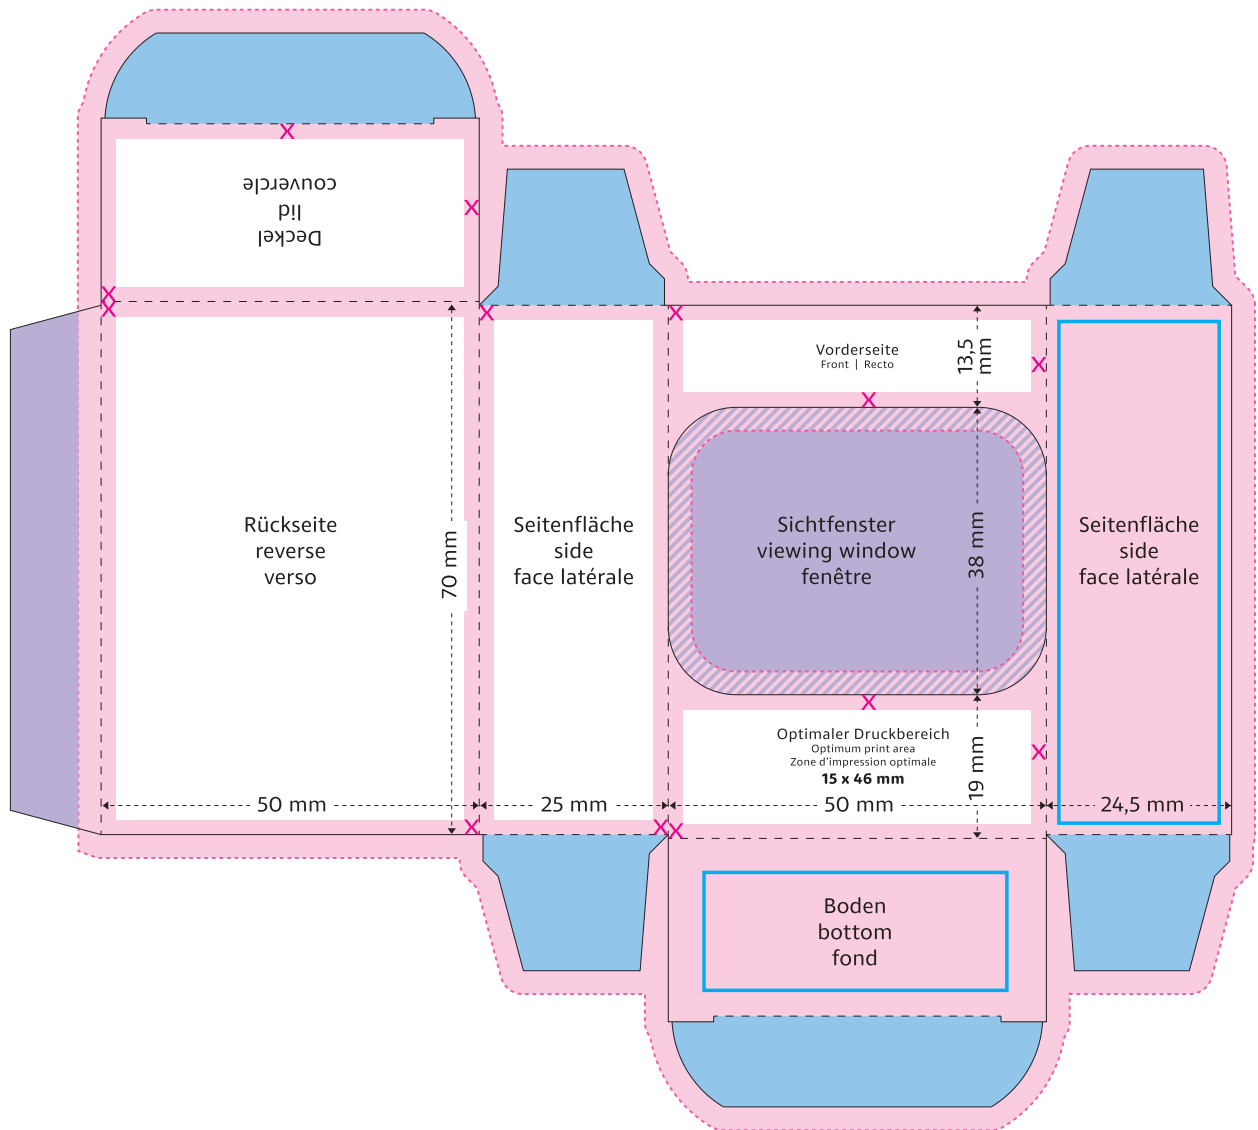 Deckel
lid
couvercle
Vorderseite
Front | Recto
13,5
mm
Rückseite
reverse
verso
70 mm
Seitenfläche
side
face latérale
Sichtfenster
viewing window
fenêtre
38 mm
Seitenfläche
side
face latérale
Optimaler Druckbereich
Optimum print area
Zone d'impression optimale
15 x 46 mm
19 mm
50 mm
25 mm
50 mm
24,5 mm
Boden
bottom
fond